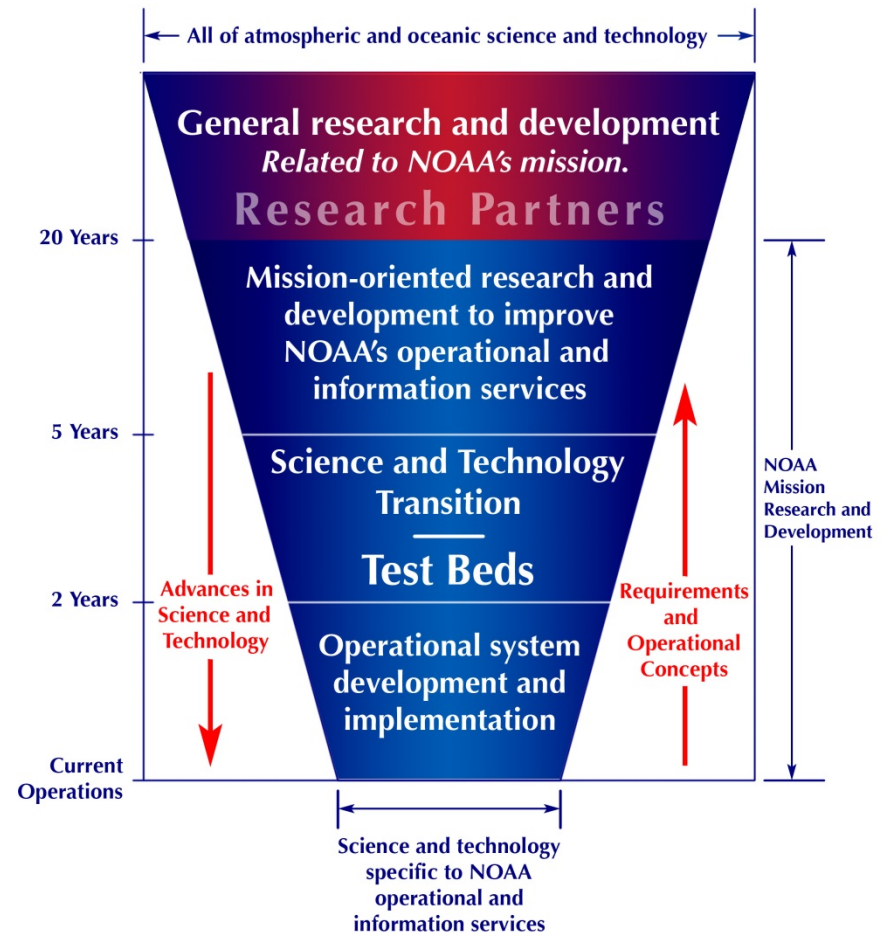 All of atmospheric and oceanic science and technology
General research and development
Related to NOAA's mission.
Research Partners
20 Years
Mission-oriented research and
development to improve
NOAA's operational and
information services
5 Years
Science and Technology
Transition
Test Beds
2 Years
Operational system
development and
implementation
Current
Operations
Advances in
Science and
Technology
Requirements
and
Operational
Concepts
NOAA
Mission
Research and
Development
Science and technology
specific to NOAA
operational and
information services